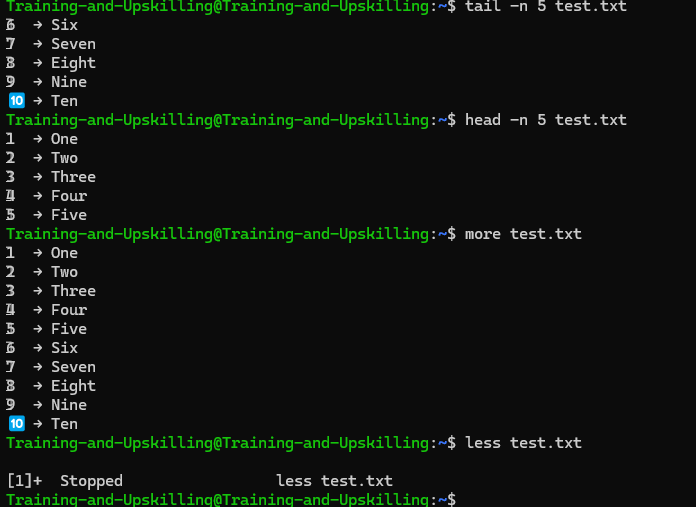 Training-and-Upskilling@Training-and-Upskilling:~$ tail -n 5 test.txt
6 → Six
7 → Seven
8 → Eight
9 → Nine
🔟 → Ten
Training-and-Upskilling@Training-and-Upskilling:~$ head -n 5 test.txt
1 → One
2 → Two
3 → Three
4 → Four
5 → Five
Training-and-Upskilling@Training-and-Upskilling:~$ more test.txt
1 → One
2 → Two
3 → Three
4 → Four
5 → Five
6 → Six
7 → Seven
8 → Eight
9 → Nine
🔟 → Ten
Training-and-Upskilling@Training-and-Upskilling:~$ less test.txt
[1]+  Stopped                 less test.txt
Training-and-Upskilling@Training-and-Upskilling:~$